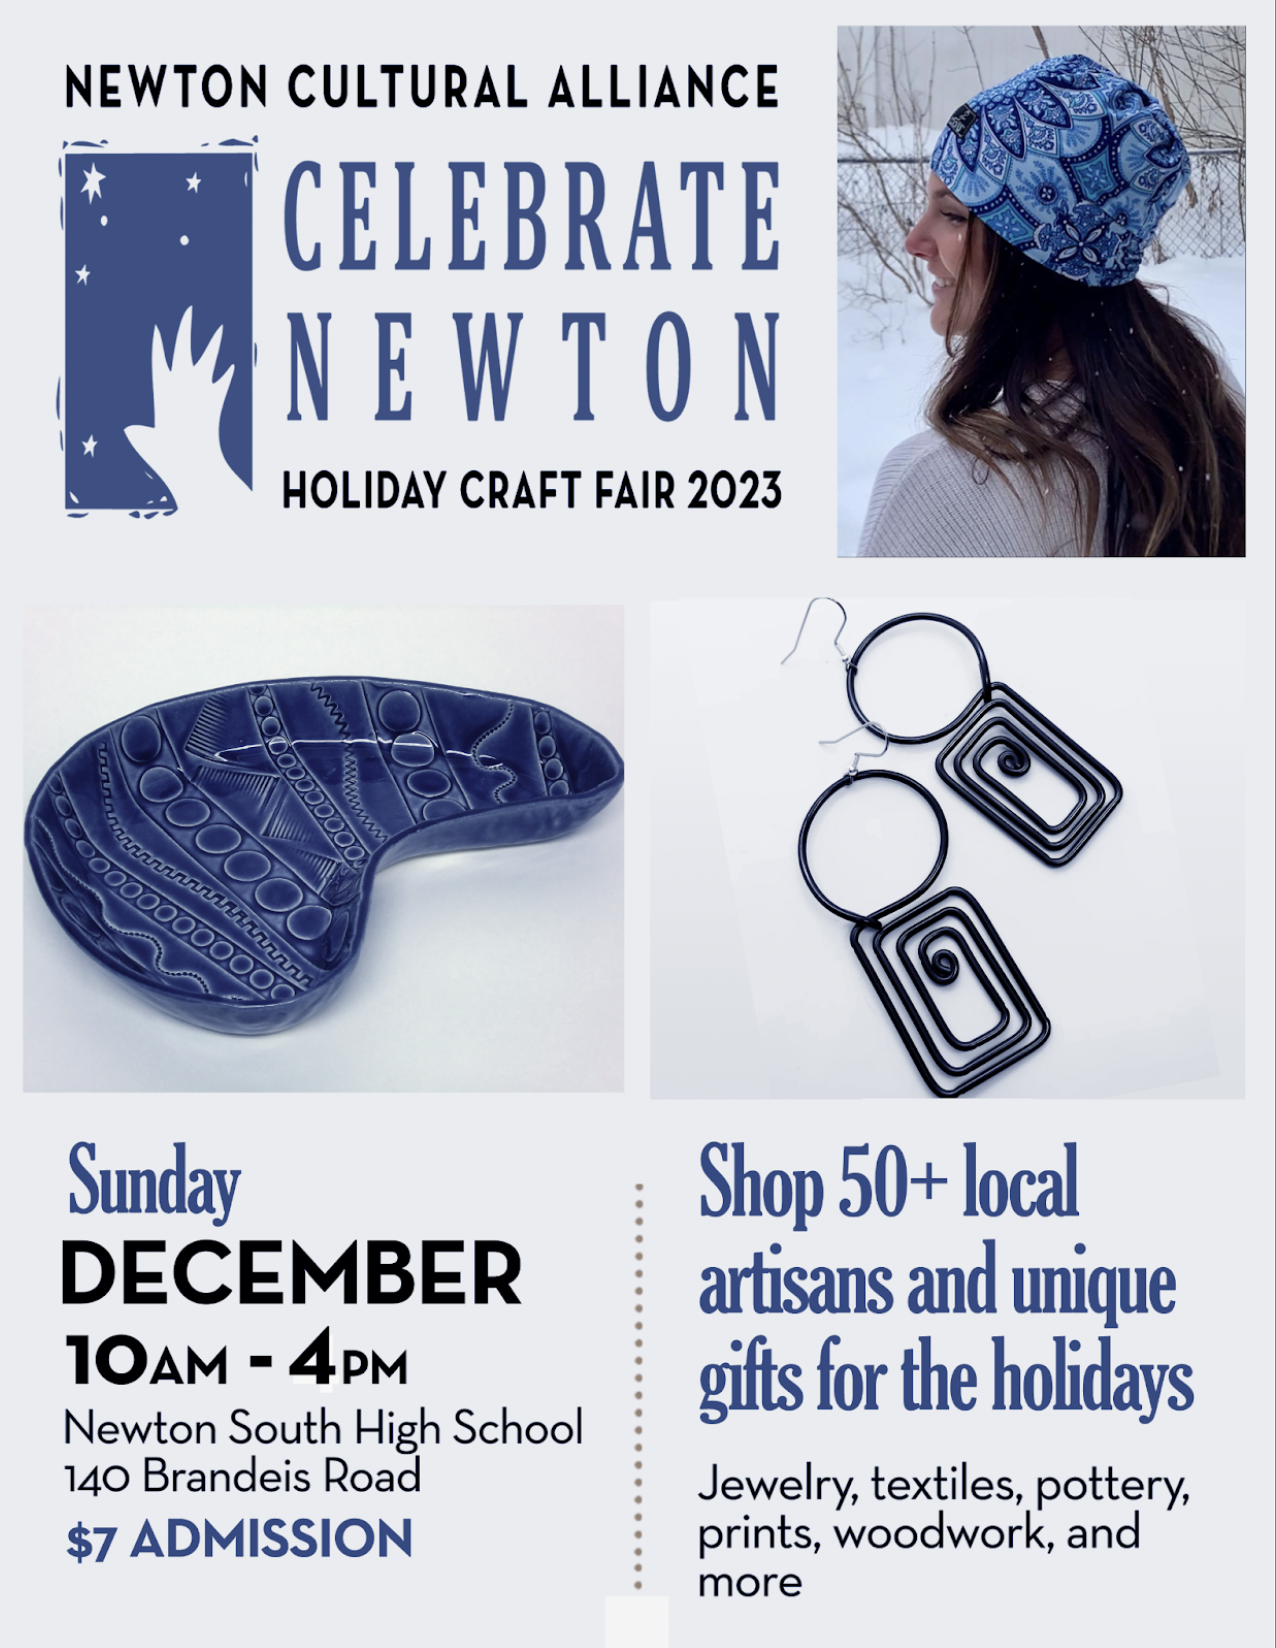 NEWTON CULTURAL ALLIANCE
CELEBRATE
NEWTON
HOLIDAY CRAFT FAIR 2023
Sunday
DECEMBER
10AM - 4PM
Newton South High School
140 Brandeis Road
$7 ADMISSION
Shop 50+ local
artisans and unique
gifts for the holidays
Jewelry, textiles, pottery,
prints, woodwork, and
more